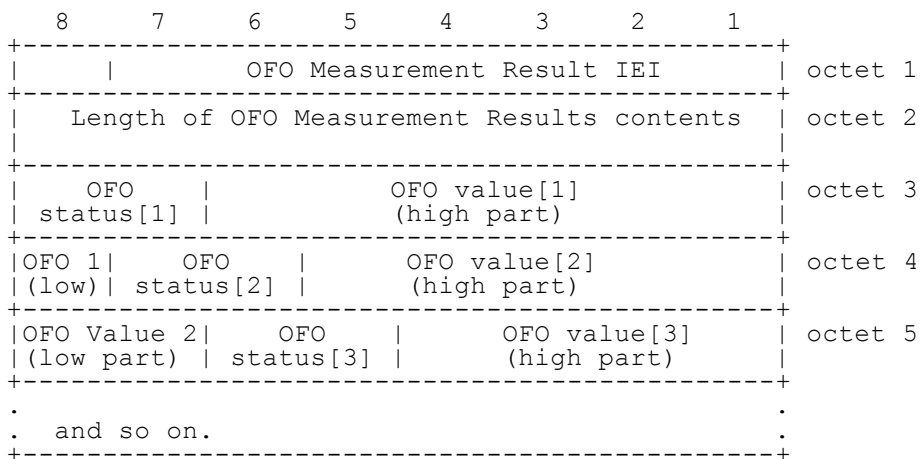 8 7 6 5 4 3 2 1
+-----------------------------------------------+
| | OFO Measurement Result IEI | octet 1
+-----------------------------------------------+
| Length of OFO Measurement Results contents | octet 2
| |
+-----------------------------------------------+
| OFO | OFO value[1] | octet 3
| status[1] | (high part) |
+-----------------------------------------------+
|OFO 1| OFO | OFO value[2] | octet 4
|(low)| status[2] | (high part) |
+-----------------------------------------------+
|OFO Value 2| OFO | OFO value[3] | octet 5
|(low part) | status[3] | (high part) |
+-----------------------------------------------+
. .
. and so on. .
+-----------------------------------------------+